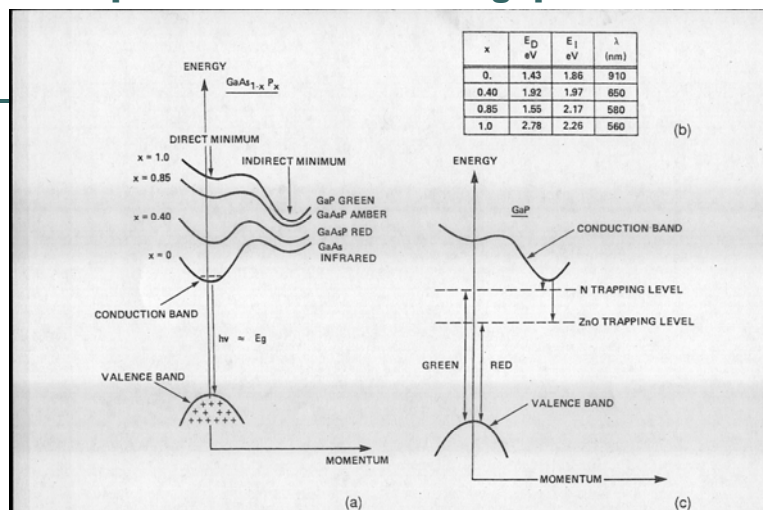 ENERGY
GaAs1-x Px
DIRECT MINIMUM
x = 1.0
INDIRECT MINIMUM
x = 0.85
GaP GREEN
GaAsP AMBER
x = 0.40
GaAsP RED
GaAs
INFRARED
x = 0
CONDUCTION BAND
hν ≈ Eg
VALENCE BAND
+ + + + + + + + + + + +
MOMENTUM
(a)
x ED eV EI eV λ (nm)
0. 1.43 1.86 910
0.40 1.92 1.97 650
0.85 1.55 2.17 580
1.0 2.78 2.26 560
(b)
ENERGY
GaP
CONDUCTION BAND
N TRAPPING LEVEL
ZnO TRAPPING LEVEL
GREEN
RED
VALENCE BAND
MOMENTUM
(c)